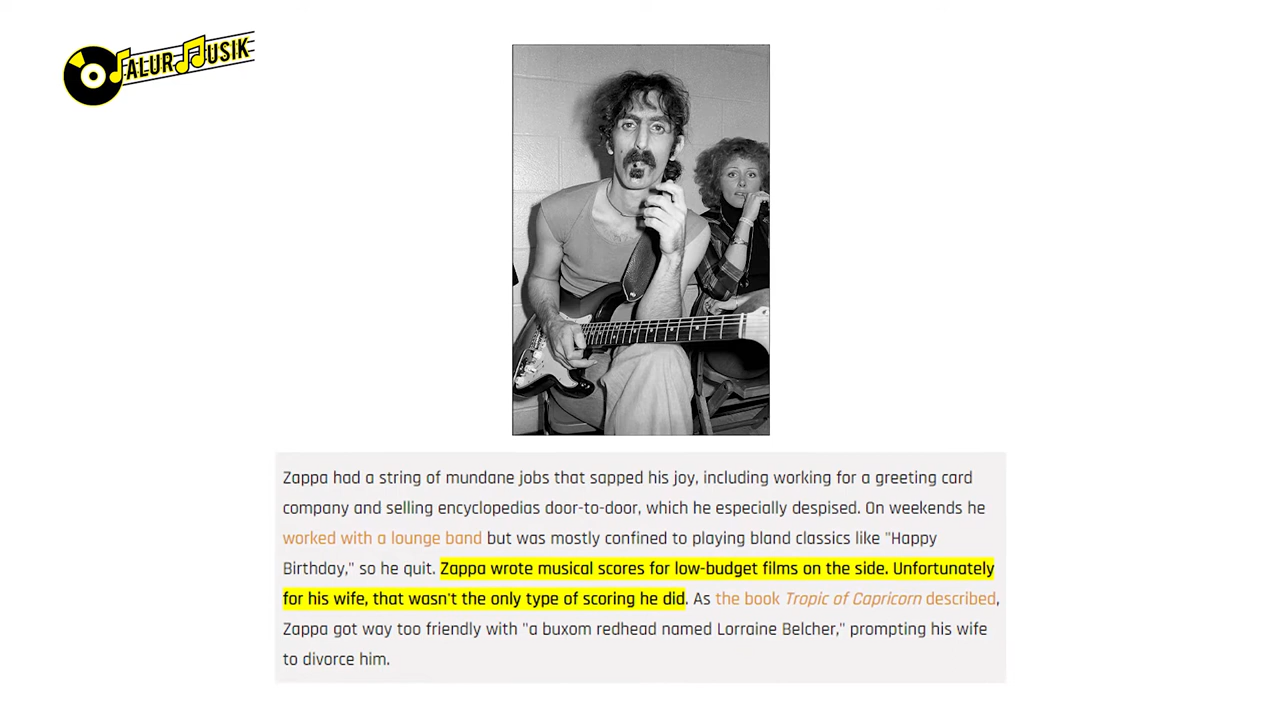 JALUR MUSIK
Zappa had a string of mundane jobs that sapped his joy, including working for a greeting card
company and selling encyclopedias door-to-door, which he especially despised. On weekends he
worked with a lounge band but was mostly confined to playing bland classics like "Happy
Birthday," so he quit. Zappa wrote musical scores for low-budget films on the side. Unfortunately
for his wife, that wasn't the only type of scoring he did. As the book Tropic of Capricorn described,
Zappa got way too friendly with "a buxom redhead named Lorraine Belcher," prompting his wife
to divorce him.